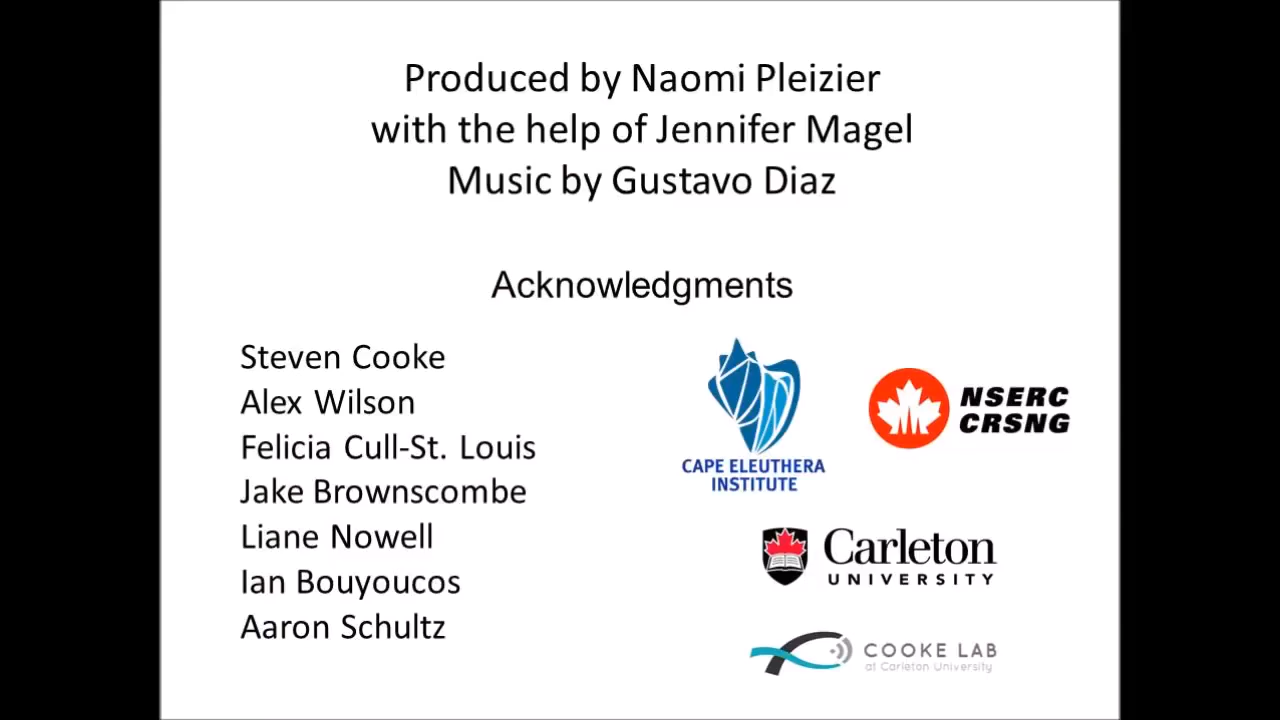 Produced by Naomi Pleizier
with the help of Jennifer Magel
Music by Gustavo Diaz
Acknowledgments
Steven Cooke
Alex Wilson
Felicia Cull-St. Louis
Jake Brownscombe
Liane Nowell
Ian Bouyoucos
Aaron Schultz
CAPE ELEUTHERA
INSTITUTE
NSERC
CRSNG
Carleton
UNIVERSITY
COOKE LAB
at Carleton University